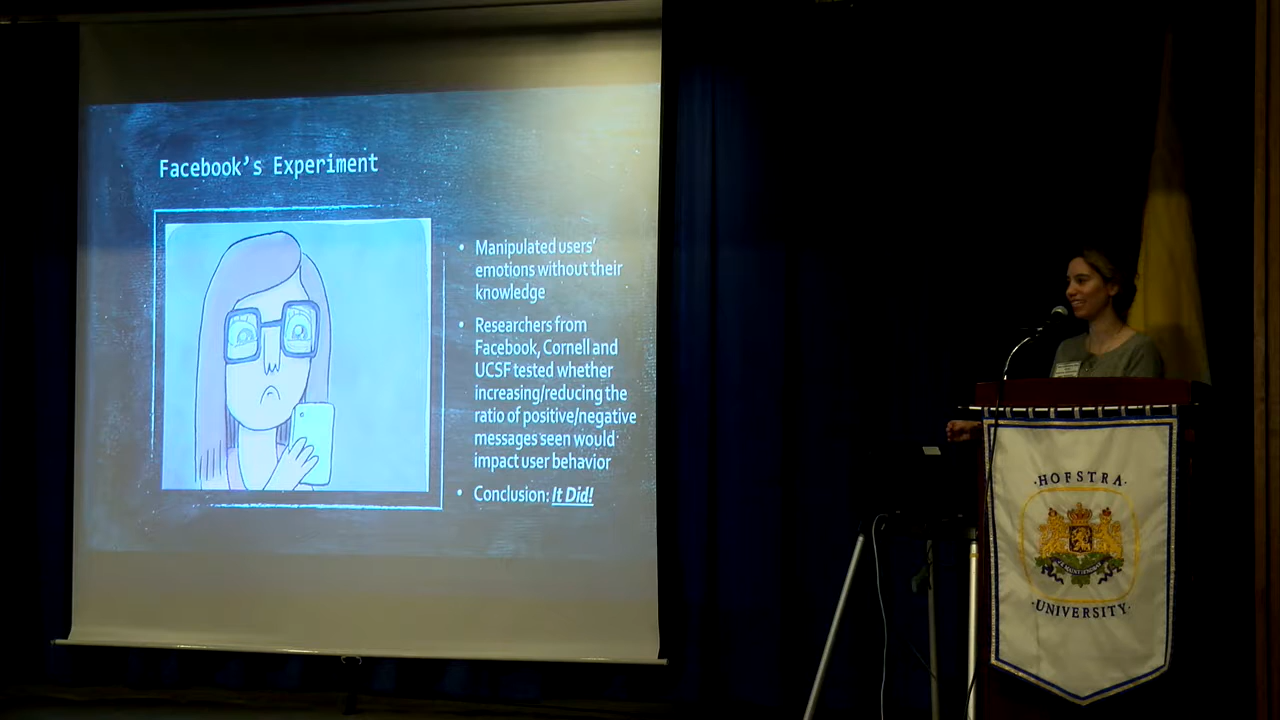 Facebook's Experiment
• Manipulated users'
emotions without their
knowledge
• Researchers from
Facebook, Cornell and
UCSF tested whether
increasing/reducing the
ratio of positive/negative
messages seen would
impact user behavior
• Conclusion: It Did!
·HOFSTRA·
·UNIVERSITY·